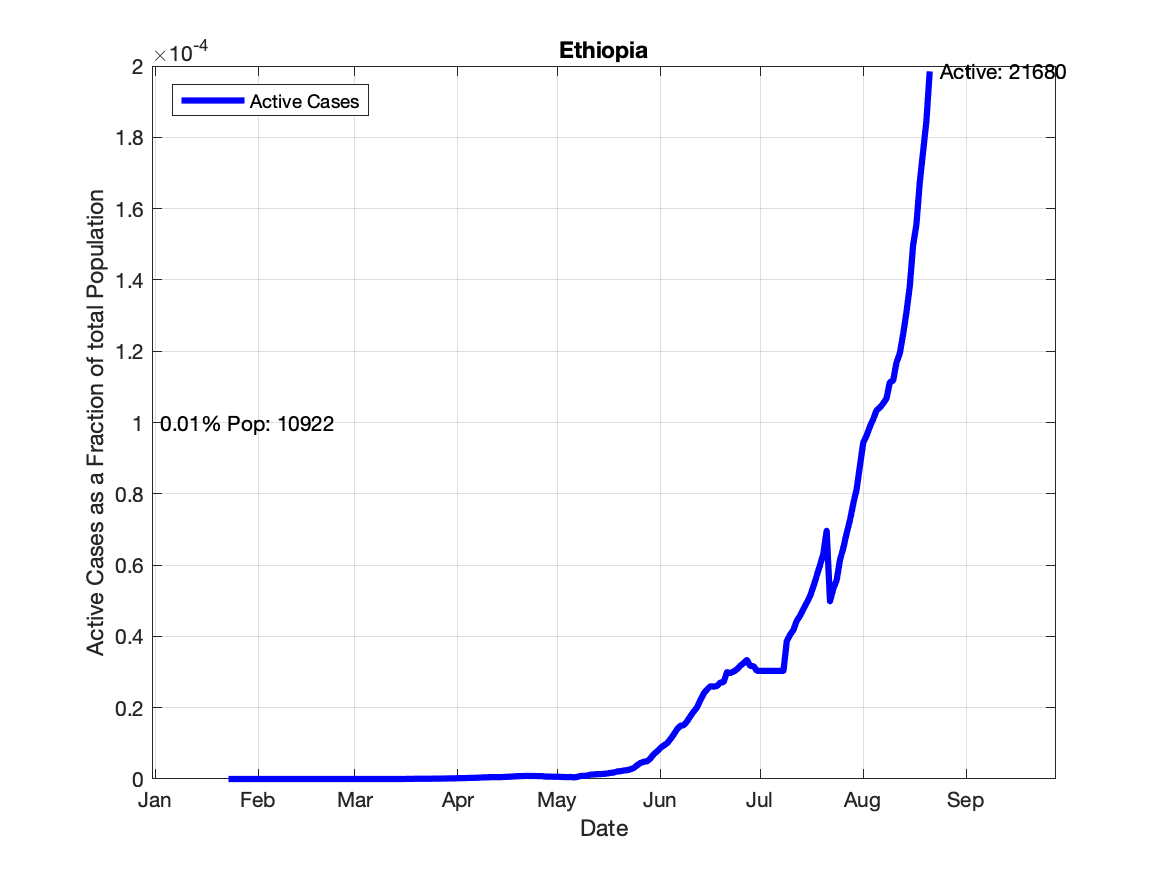 Ethiopia
×10-4
2
1.8
1.6
1.4
1.2
1
0.8
0.6
0.4
0.2
0
Active Cases as a Fraction of total Population
Active Cases
Active: 21680
0.01% Pop: 10922
Jan Feb Mar Apr May Jun Jul Aug Sep
Date